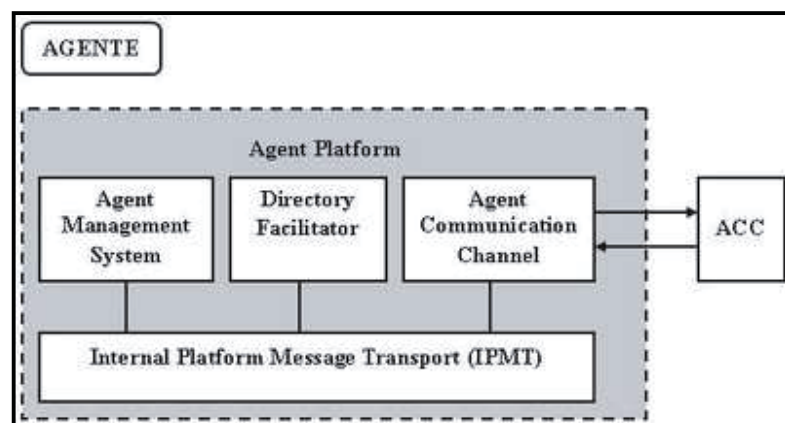 AGENTE
Agent Platform
Agent
Management
System
Directory
Facilitator
Agent
Communication
Channel
ACC
Internal Platform Message Transport (IPMT)